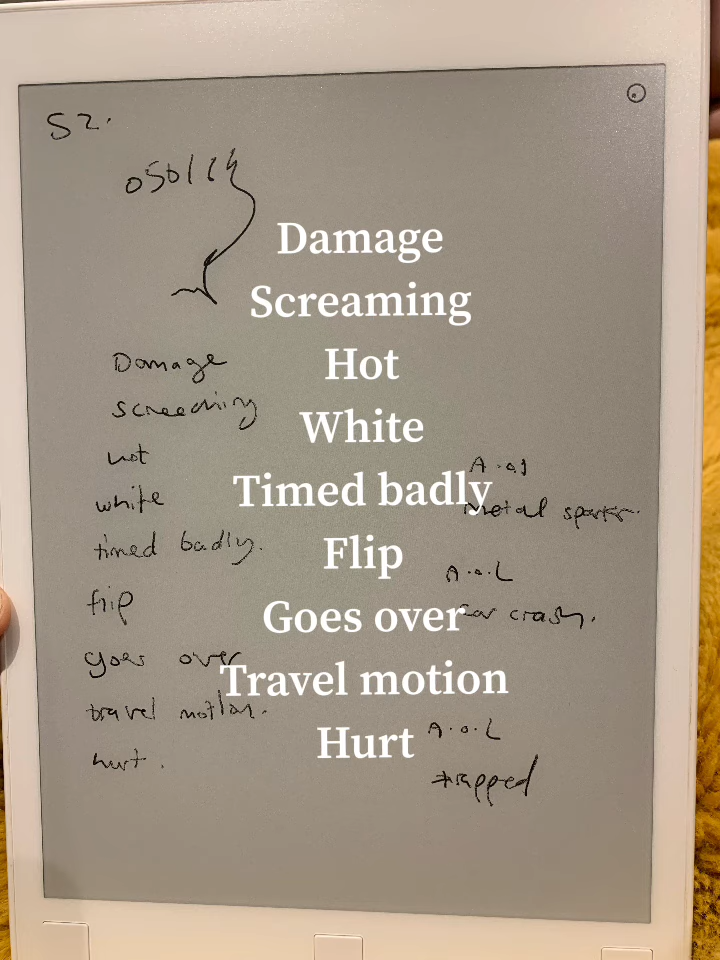 S2.
050164
Damage
Screaming
Hot
White
Timed badly
Flip
Goes over
Travel motion
Hurt
Damage
screeching
hot
white
timed badly.
flip
goes over
travel motion.
hurt.
A.o.l
Metal sparks.
A.o.L
Car crash.
A.o.L
trapped